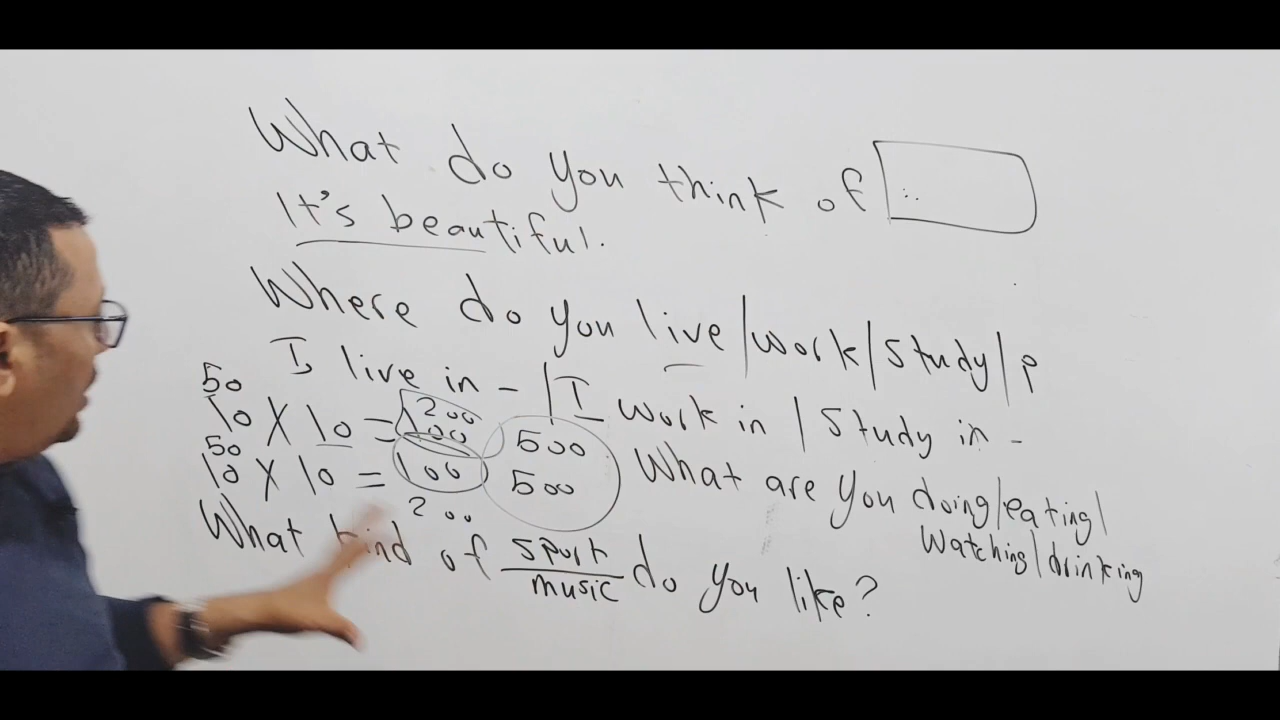 What do you think of
It's beautiful.
Where do you live/work/study/?
I live in - / I work in / study in -
50
10 X 10 = 100 200
50
10 X 10 = 100
200
500
500
What are you doing/eating/
watching/drinking
What kind of sport/music do you like?